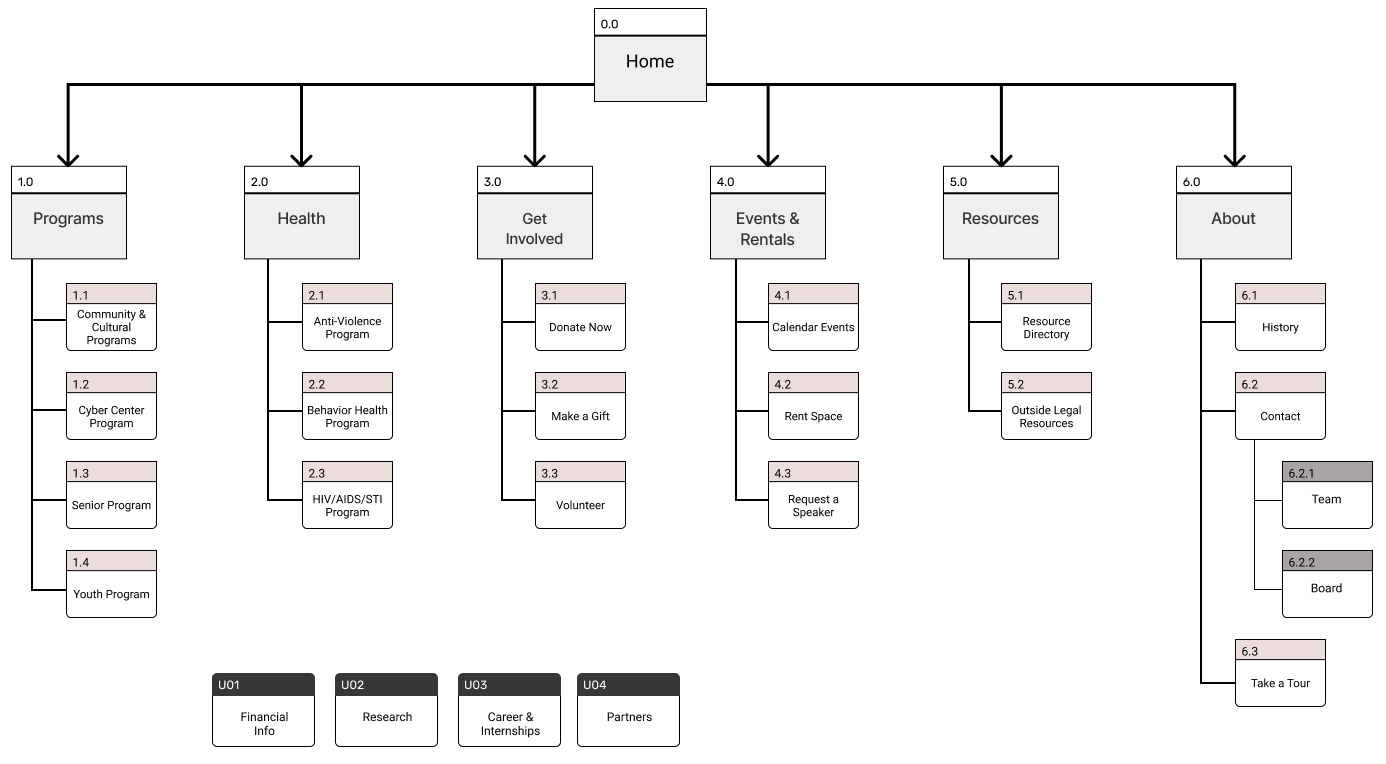 0.0
Home
1.0
Programs
1.1
Community &
Cultural
Programs
1.2
Cyber Center
Program
1.3
Senior Program
1.4
Youth Program
2.0
Health
2.1
Anti-Violence
Program
2.2
Behavior Health
Program
2.3
HIV/AIDS/STI
Program
3.0
Get
Involved
3.1
Donate Now
3.2
Make a Gift
3.3
Volunteer
4.0
Events &
Rentals
4.1
Calendar Events
4.2
Rent Space
4.3
Request a
Speaker
5.0
Resources
5.1
Resource
Directory
5.2
Outside Legal
Resources
6.0
About
6.1
History
6.2
Contact
6.2.1
Team
6.2.2
Board
6.3
Take a Tour
U01
Financial
Info
U02
Research
U03
Career &
Internships
U04
Partners